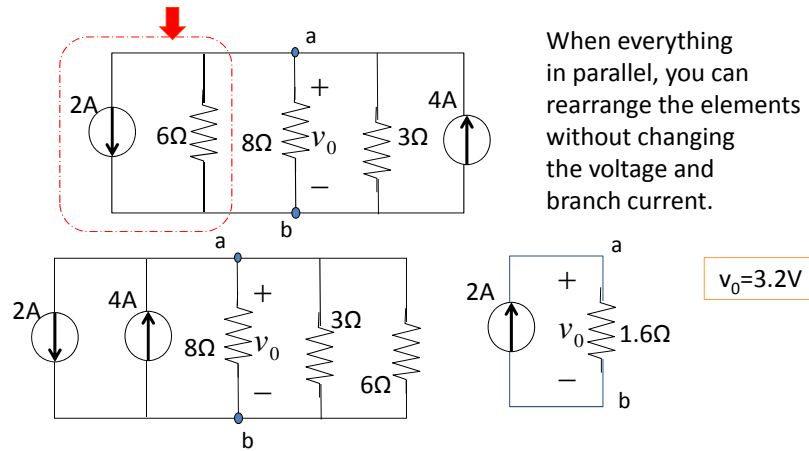 a
2A
6Ω
8Ω
+
v₀
−
3Ω
4A
b
When everything
in parallel, you can
rearrange the elements
without changing
the voltage and
branch current.
a
2A
4A
8Ω
+
v₀
−
3Ω
6Ω
b
a
2A
+
v₀
−
1.6Ω
b
v₀=3.2V